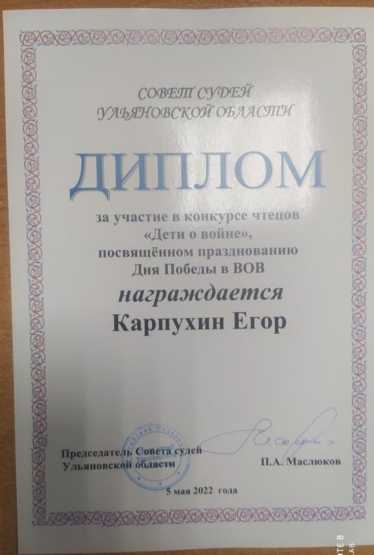 СОВЕТ СУДЕЙ
УЛЬЯНОВСКОЙ ОБЛАСТИ
ДИПЛОМ
за участие в конкурсе чтецов
«Дети о войне»,
посвящённом празднованию
Дня Победы в ВОВ
награждается
Карпухин Егор
Председатель Совета судей
Ульяновской области
П.А. Маслюков
5 мая 2022 года